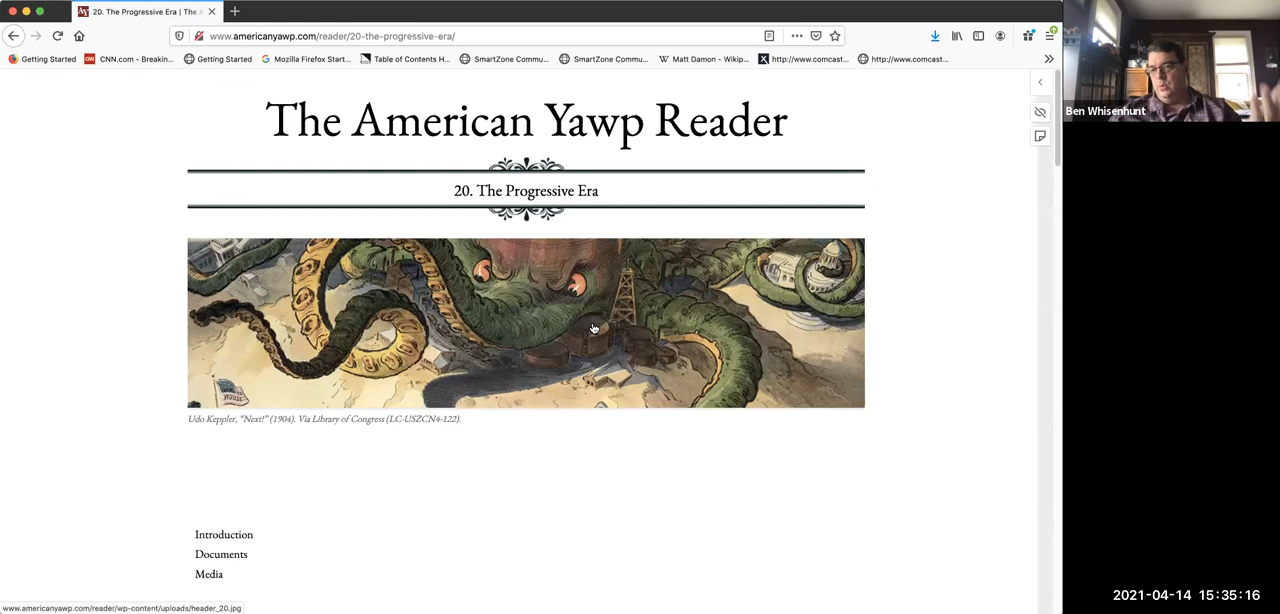 20. The Progressive Era | The A
www.americanyawp.com/reader/20-the-progressive-era/
Getting Started
CNN.com - Breakin...
Getting Started
Mozilla Firefox Start...
Table of Contents H...
SmartZone Commu...
SmartZone Commu...
Matt Damon - Wikip...
http://www.comcast...
http://www.comcast...
Ben Whisenhunt
The American Yawp Reader
20. The Progressive Era
HOUSE
Udo Keppler, “Next!” (1904). Via Library of Congress (LC-USZCN4-122).
Introduction
Documents
Media
www.americanyawp.com/reader/wp-content/uploads/header_20.jpg
2021-04-14 15:35:16